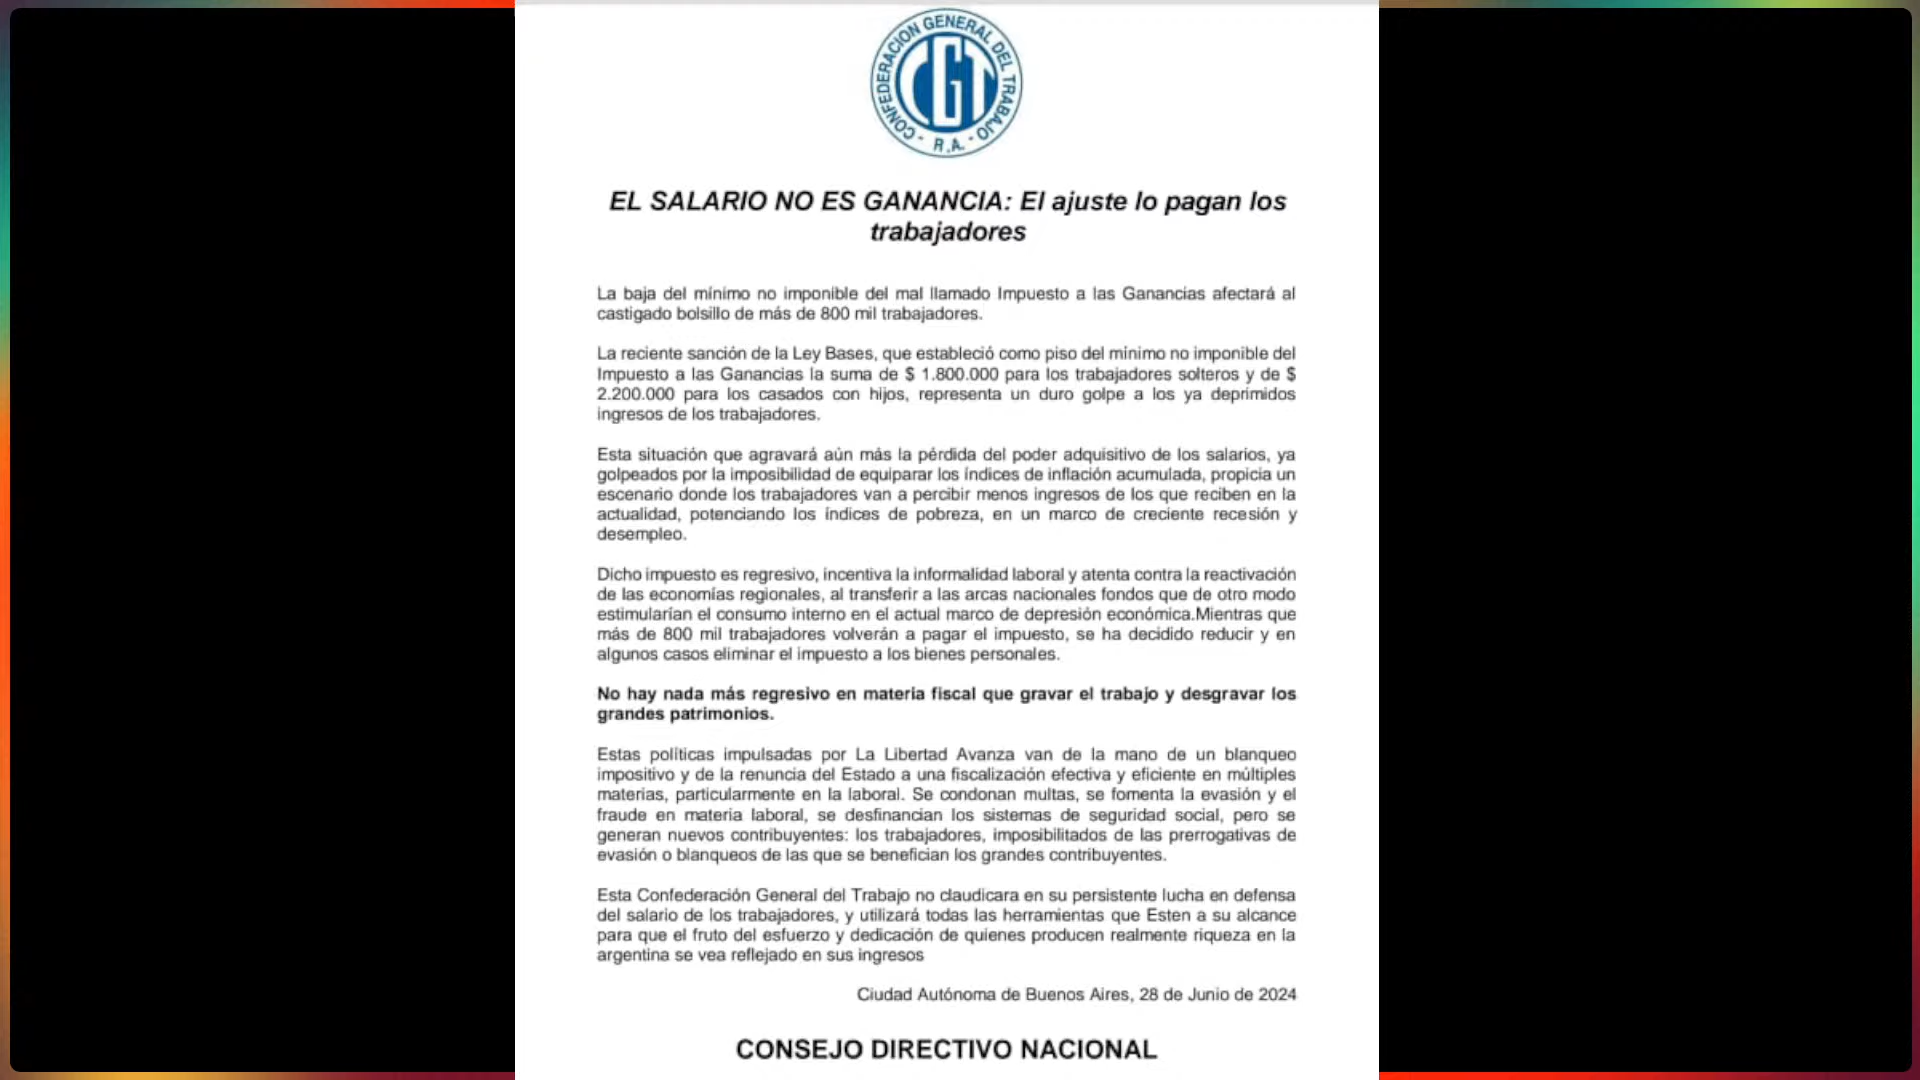 CONFEDERACION GENERAL DEL TRABAJO
CGT
- R.A. -
EL SALARIO NO ES GANANCIA: El ajuste lo pagan los
trabajadores
La baja del mínimo no imponible del mal llamado Impuesto a las Ganancias afectará al
castigado bolsillo de más de 800 mil trabajadores.
La reciente sanción de la Ley Bases, que estableció como piso del mínimo no imponible del
Impuesto a las Ganancias la suma de $ 1.800.000 para los trabajadores solteros y de $
2.200.000 para los casados con hijos, representa un duro golpe a los ya deprimidos
ingresos de los trabajadores.
Esta situación que agravará aún más la pérdida del poder adquisitivo de los salarios, ya
golpeados por la imposibilidad de equiparar los índices de inflación acumulada, propicia un
escenario donde los trabajadores van a percibir menos ingresos de los que reciben en la
actualidad, potenciando los índices de pobreza, en un marco de creciente recesión y
desempleo.
Dicho impuesto es regresivo, incentiva la informalidad laboral y atenta contra la reactivación
de las economías regionales, al transferir a las arcas nacionales fondos que de otro modo
estimularían el consumo interno en el actual marco de depresión económica.Mientras que
más de 800 mil trabajadores volverán a pagar el impuesto, se ha decidido reducir y en
algunos casos eliminar el impuesto a los bienes personales.
No hay nada más regresivo en materia fiscal que gravar el trabajo y desgravar los
grandes patrimonios.
Estas políticas impulsadas por La Libertad Avanza van de la mano de un blanqueo
impositivo y de la renuncia del Estado a una fiscalización efectiva y eficiente en múltiples
materias, particularmente en la laboral. Se condonan multas, se fomenta la evasión y el
fraude en materia laboral, se desfinancian los sistemas de seguridad social, pero se
generan nuevos contribuyentes: los trabajadores, imposibilitados de las prerrogativas de
evasión o blanqueos de las que se benefician los grandes contribuyentes.
Esta Confederación General del Trabajo no claudicara en su persistente lucha en defensa
del salario de los trabajadores, y utilizará todas las herramientas que Esten a su alcance
para que el fruto del esfuerzo y dedicación de quienes producen realmente riqueza en la
argentina se vea reflejado en sus ingresos
Ciudad Autónoma de Buenos Aires, 28 de Junio de 2024
CONSEJO DIRECTIVO NACIONAL